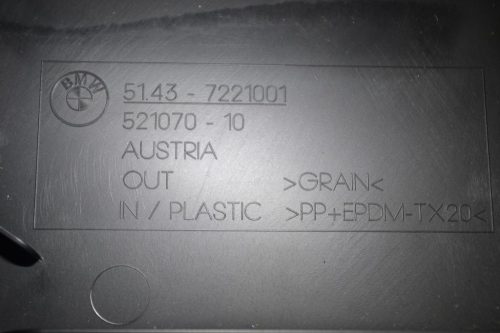 BMW
51.43 - 7221001
521070 - 10
AUSTRIA
OUT >GRAIN<
IN / PLASTIC >PP+EPDM-TX20<